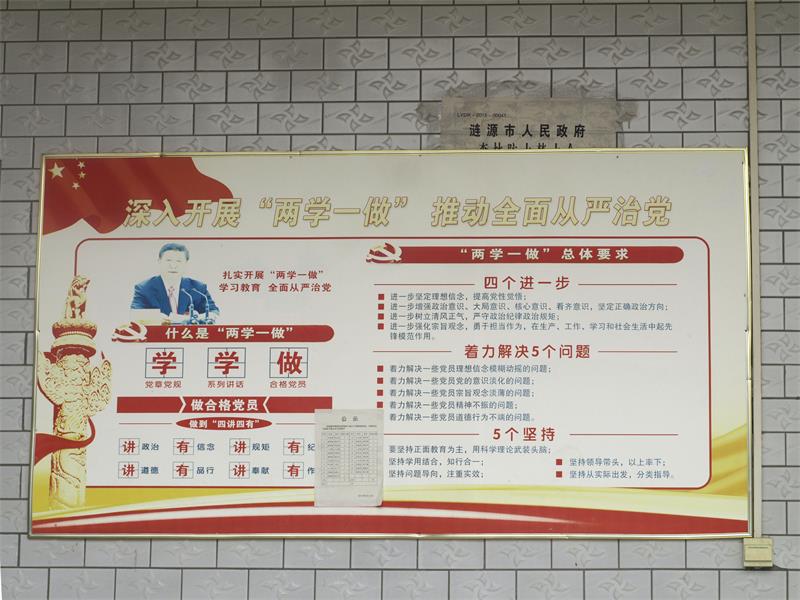 LYDK-2015-00041
涟源市人民政府
深入开展“两学一做” 推动全面从严治党
扎实开展“两学一做”
学习教育 全面从严治党
什么是“两学一做”
学 学 做
党章党规 系列讲话 合格党员
做合格党员
做到“四讲四有”
讲政治 有信念 讲规矩 有纪
讲道德 有品行 讲奉献 有作
公示
“两学一做”总体要求
四个进一步
■ 进一步坚定理想信念,提高党性觉悟;
■ 进一步增强政治意识、大局意识、核心意识、看齐意识,坚定正确政治方向;
■ 进一步树立清风正气,严守政治纪律政治规矩;
■ 进一步强化宗旨观念,勇于担当作为,在生产、工作、学习和社会生活中起先
锋模范作用。
着力解决5个问题
■ 着力解决一些党员理想信念模糊动摇的问题;
■ 着力解决一些党员党的意识淡化的问题;
■ 着力解决一些党员宗旨观念淡薄的问题;
■ 着力解决一些党员精神不振的问题;
■ 着力解决一些党员道德行为不端的问题。
5个坚持
要坚持正面教育为主,用科学理论武装头脑;
坚持学用结合,知行合一; ■ 坚持领导带头,以上率下;
坚持问题导向,注重实效; ■ 坚持从实际出发,分类指导。